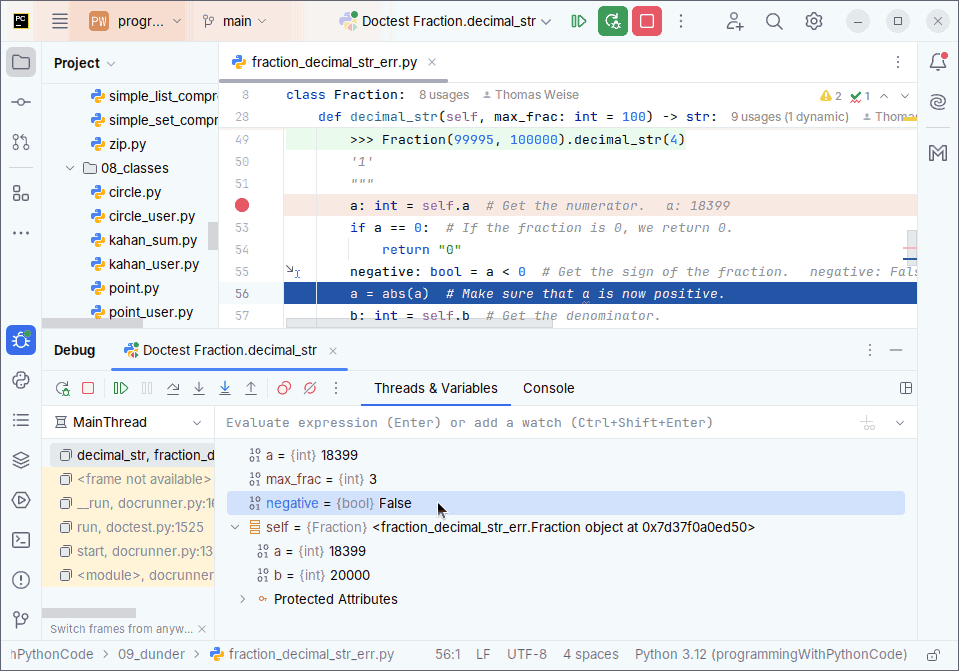 PC PW progr... main Doctest Fraction.decimal_str
Project
fraction_decimal_str_err.py
simple_list_compr
simple_set_compr
zip.py
08_classes
circle.py
circle_user.py
kahan_sum.py
kahan_user.py
point.py
point_user.py
8 class Fraction: 8 usages Thomas Weise 2 1
28 def decimal_str(self, max_frac: int = 100) -> str: 9 usages (1 dynamic) Thoma
49 >>> Fraction(99995, 100000).decimal_str(4)
50 '1'
51 """
a: int = self.a # Get the numerator. a: 18399
53 if a == 0: # If the fraction is 0, we return 0.
54 return "0"
55 negative: bool = a < 0 # Get the sign of the fraction. negative: Fals
56 a = abs(a) # Make sure that a is now positive.
57 b: int = self.b # Get the denominator.
Debug Doctest Fraction.decimal_str
Threads & Variables Console
MainThread
Evaluate expression (Enter) or add a watch (Ctrl+Shift+Enter)
decimal_str, fraction_d
<frame not available>
__run, docrunner.py:16
run, doctest.py:1525
start, docrunner.py:13
<module>, docrunner
Switch frames from anyw...
a = {int} 18399
max_frac = {int} 3
negative = {bool} False
self = {Fraction} <fraction_decimal_str_err.Fraction object at 0x7d37f0a0ed50>
a = {int} 18399
b = {int} 20000
Protected Attributes
hPythonCode > 09_dunder > fraction_decimal_str_err.py 56:1 LF UTF-8 4 spaces Python 3.12 (programmingWithPythonCode)